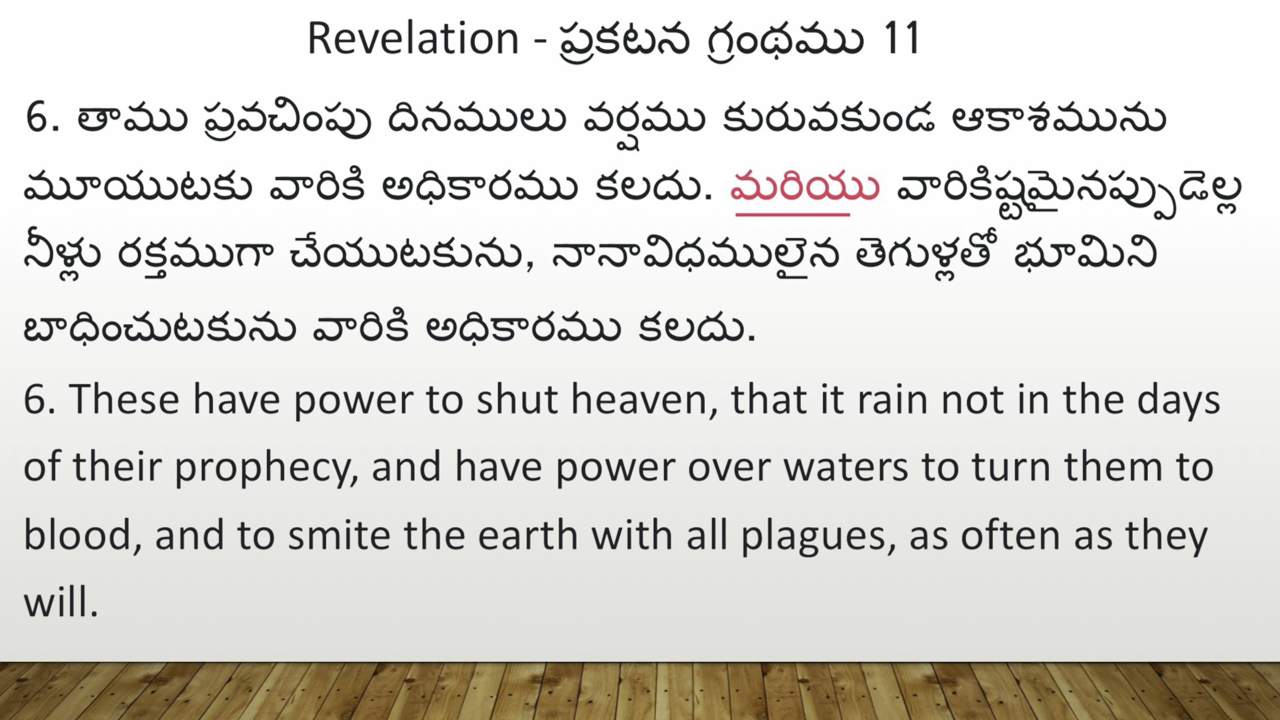 Revelation - ప్రకటన గ్రంథము 11
6. తాము ప్రవచింపు దినములు వర్షము కురువకుండ ఆకాశమును
మూయుటకు వారికి అధికారము కలదు. మరియు వారికిష్టమైనప్పుడెల్ల
నీళ్లు రక్తముగా చేయుటకును, నానావిధములైన తెగుళ్లతో భూమిని
బాధించుటకును వారికి అధికారము కలదు.
6. These have power to shut heaven, that it rain not in the days
of their prophecy, and have power over waters to turn them to
blood, and to smite the earth with all plagues, as often as they
will.